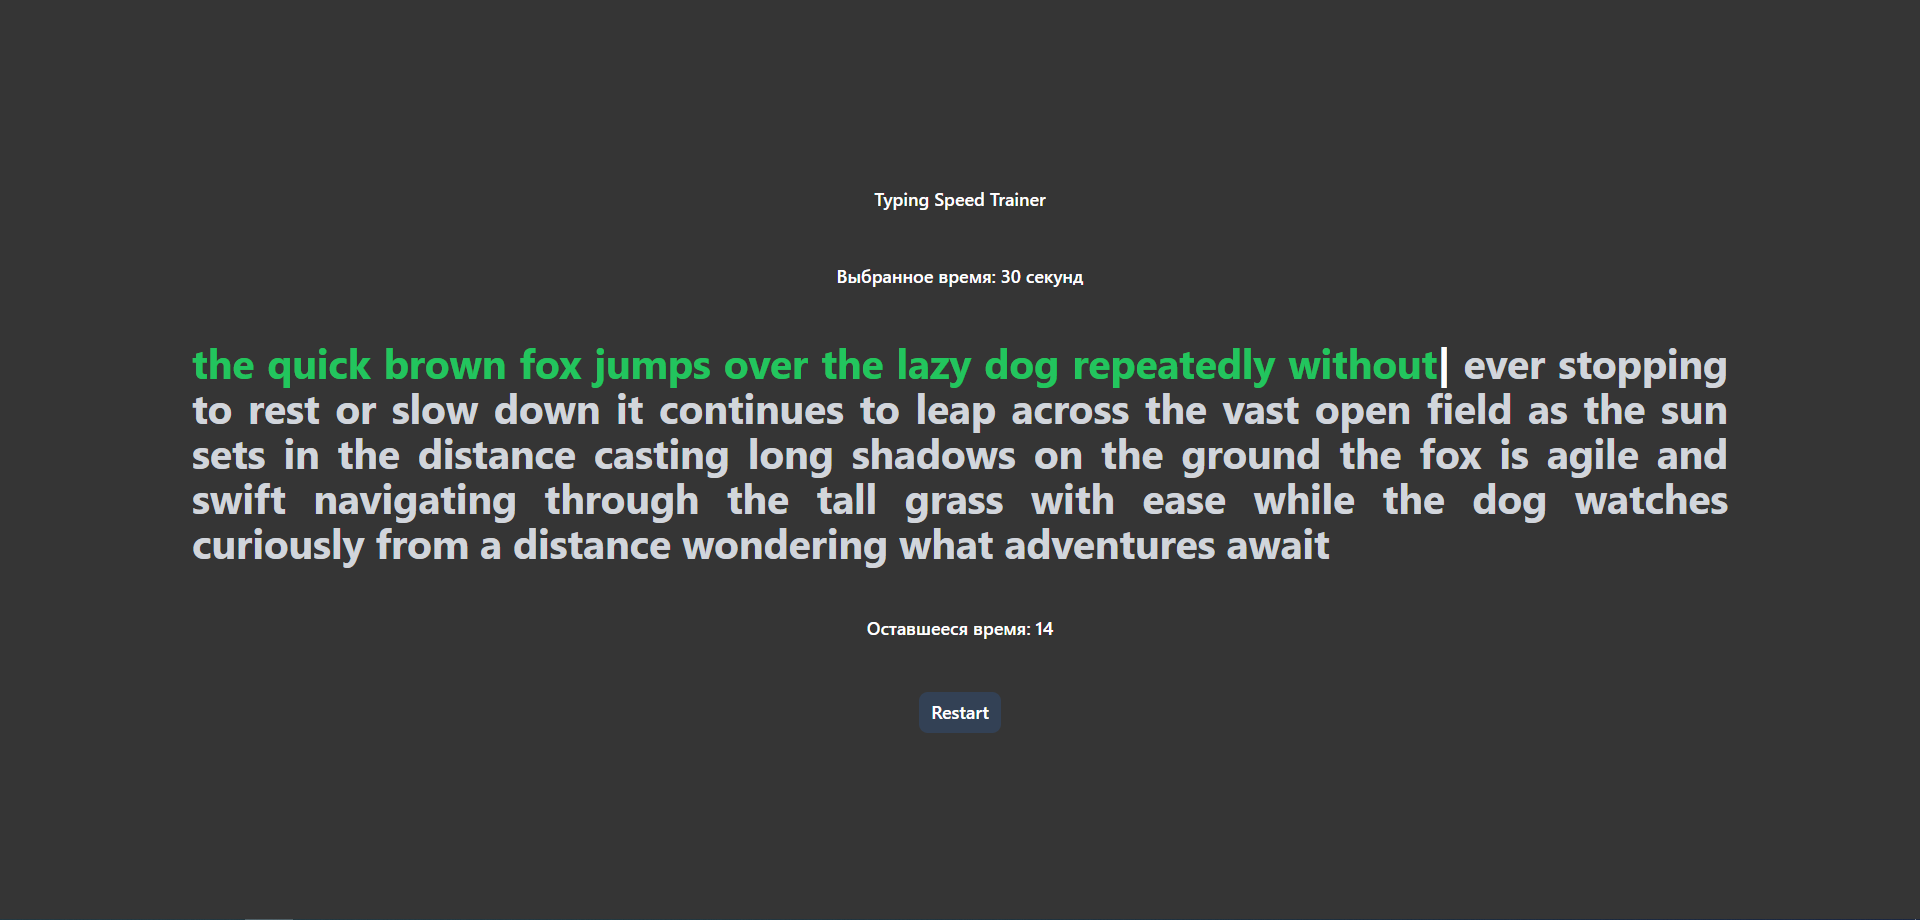 Typing Speed Trainer
Выбранное время: 30 секунд
the quick brown fox jumps over the lazy dog repeatedly without| ever stopping
to rest or slow down it continues to leap across the vast open field as the sun
sets in the distance casting long shadows on the ground the fox is agile and
swift navigating through the tall grass with ease while the dog watches
curiously from a distance wondering what adventures await
Оставшееся время: 14
Restart